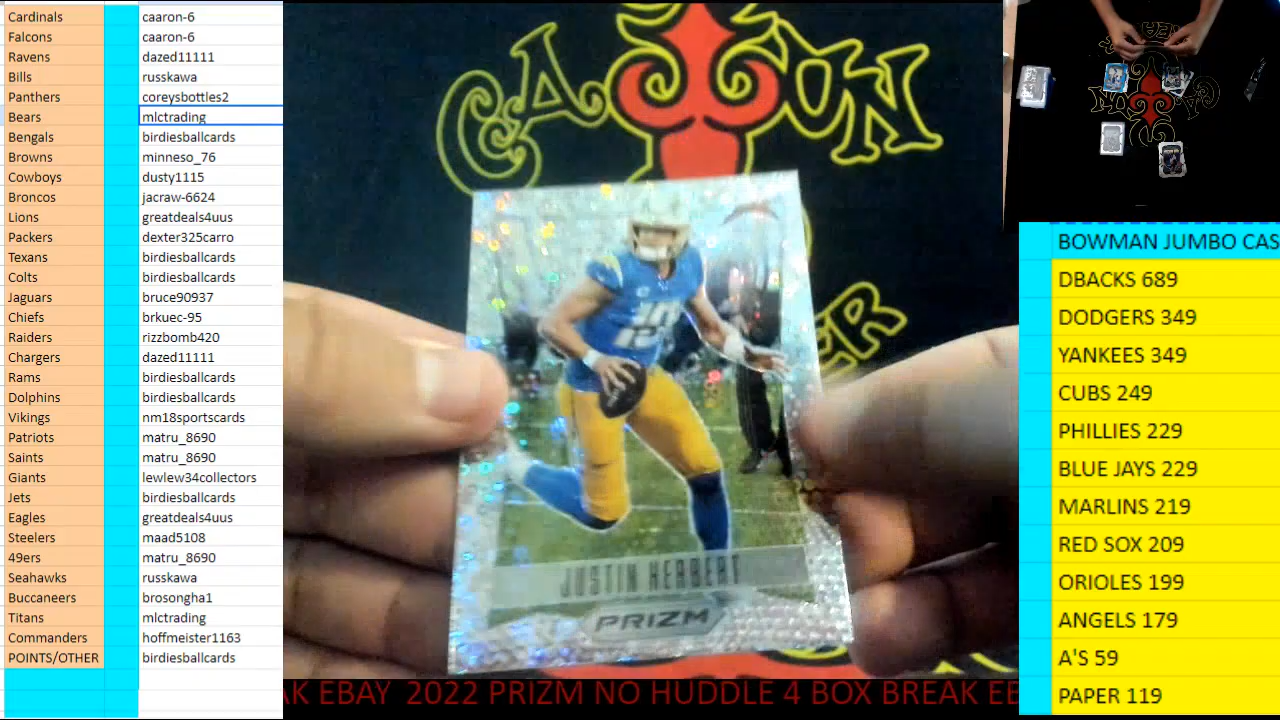 Cardinals caaron-6
Falcons caaron-6
Ravens dazed11111
Bills russkawa
Panthers coreysbottles2
Bears mlctrading
Bengals birdiesballcards
Browns minneso_76
Cowboys dusty1115
Broncos jacraw-6624
Lions greatdeals4uus
Packers dexter325carro
Texans birdiesballcards
Colts birdiesballcards
Jaguars bruce90937
Chiefs brkuec-95
Raiders rizzbomb420
Chargers dazed11111
Rams birdiesballcards
Dolphins birdiesballcards
Vikings nm18sportscards
Patriots matru_8690
Saints matru_8690
Giants lewlew34collectors
Jets birdiesballcards
Eagles greatdeals4uus
Steelers maad5108
49ers matru_8690
Seahawks russkawa
Buccaneers brosongha1
Titans mlctrading
Commanders hoffmeister1163
POINTS/OTHER birdiesballcards
CA UN
ER
10
JUSTIN HERBERT
PRIZM
BOWMAN JUMBO CAS
DBACKS 689
DODGERS 349
YANKEES 349
CUBS 249
PHILLIES 229
BLUE JAYS 229
MARLINS 219
RED SOX 209
ORIOLES 199
ANGELS 179
A'S 59
PAPER 119
AK EBAY 2022 PRIZM NO HUDDLE 4 BOX BREAK EB